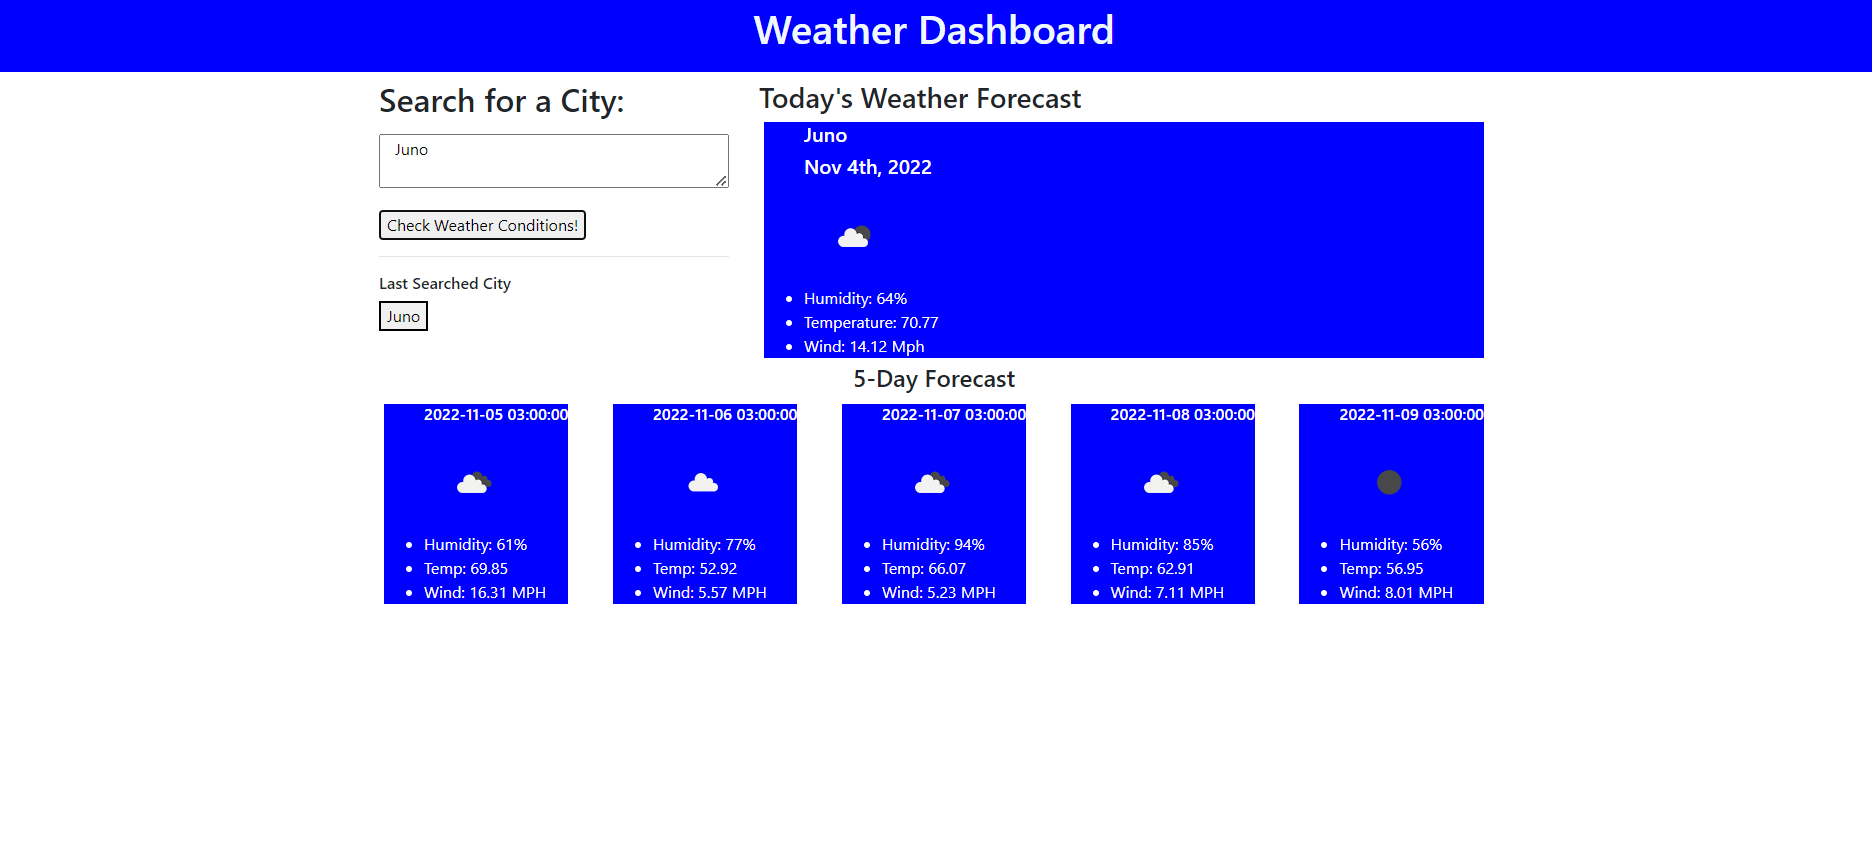 Weather Dashboard
Search for a City:
Juno
Check Weather Conditions!
Last Searched City
Juno
Today's Weather Forecast
Juno
Nov 4th, 2022
Humidity: 64%
Temperature: 70.77
Wind: 14.12 Mph
5-Day Forecast
2022-11-05 03:00:00
Humidity: 61%
Temp: 69.85
Wind: 16.31 MPH
2022-11-06 03:00:00
Humidity: 77%
Temp: 52.92
Wind: 5.57 MPH
2022-11-07 03:00:00
Humidity: 94%
Temp: 66.07
Wind: 5.23 MPH
2022-11-08 03:00:00
Humidity: 85%
Temp: 62.91
Wind: 7.11 MPH
2022-11-09 03:00:00
Humidity: 56%
Temp: 56.95
Wind: 8.01 MPH